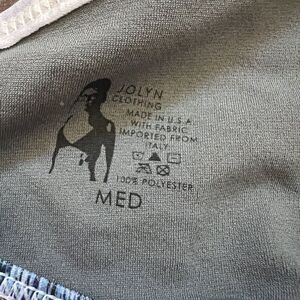 JOLYN
CLOTHING
MADE IN U.S.A.
WITH FABRIC
IMPORTED FROM
ITALY
100% POLYESTER
MED